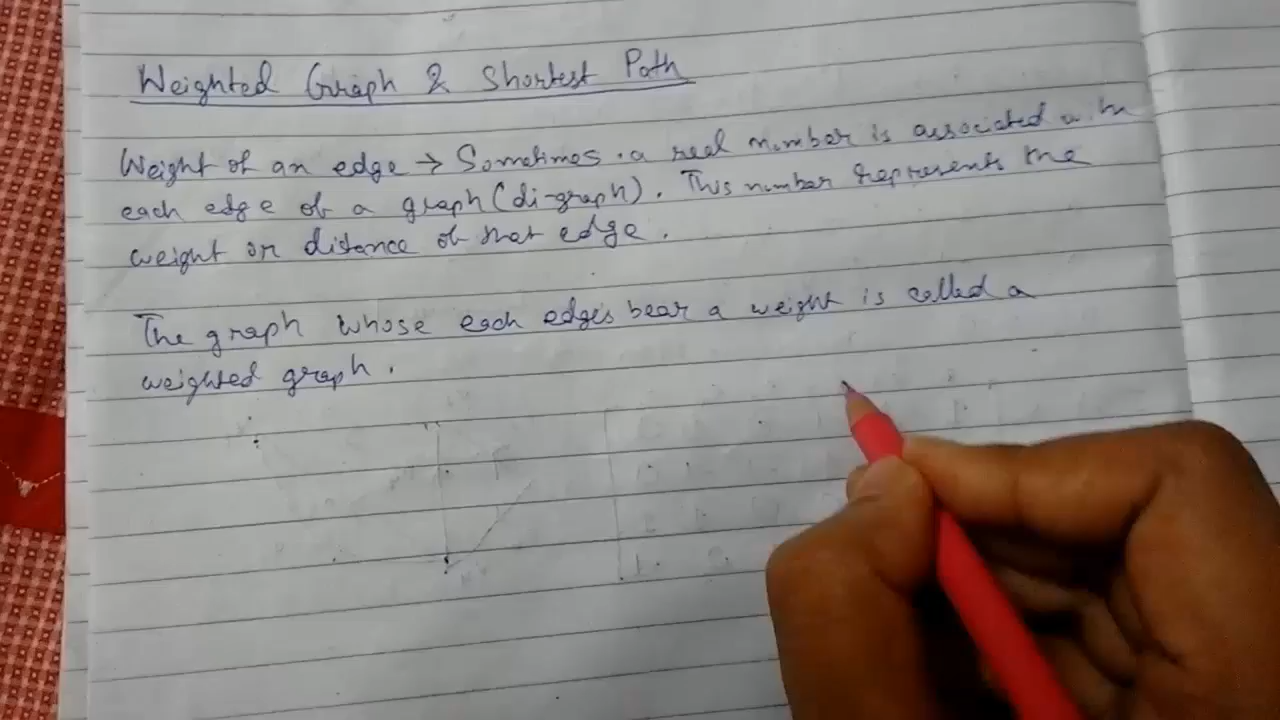 Weighted Graph & Shortest Path
Weight of an edge → Sometimes a real number is associated with
each edge of a graph (di-graph). This number represents the
weight or distance of that edge.
The graph whose each edges bear a weight is called a
weighted graph.